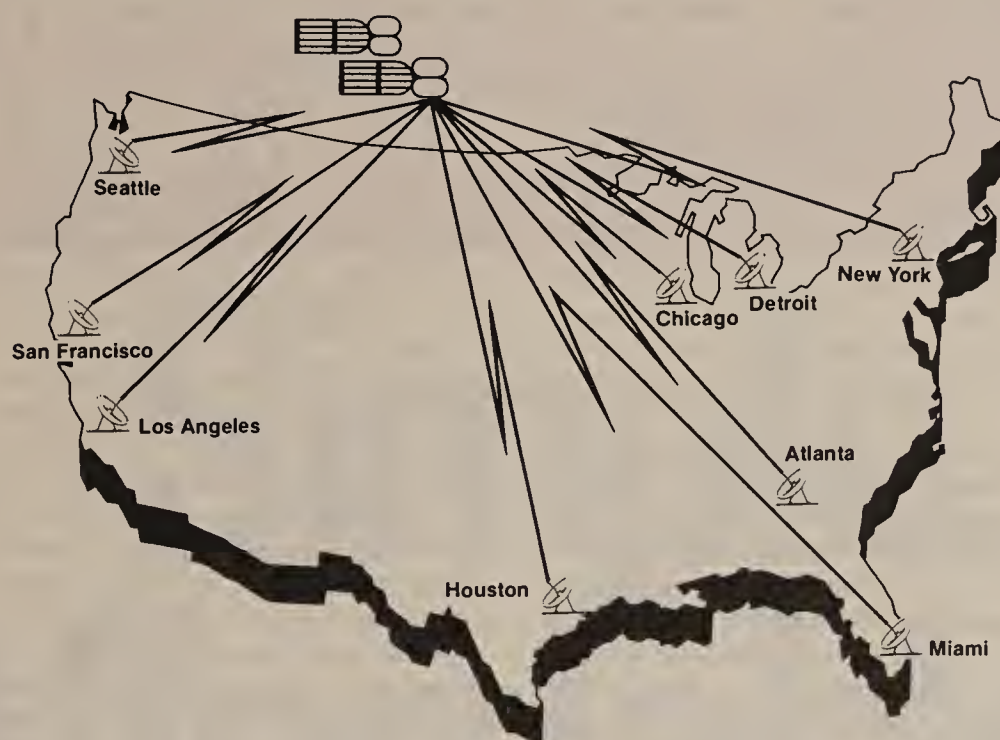 Seattle
New York
Detroit
Chicago
San Francisco
Los Angeles
Atlanta
Houston
Miami